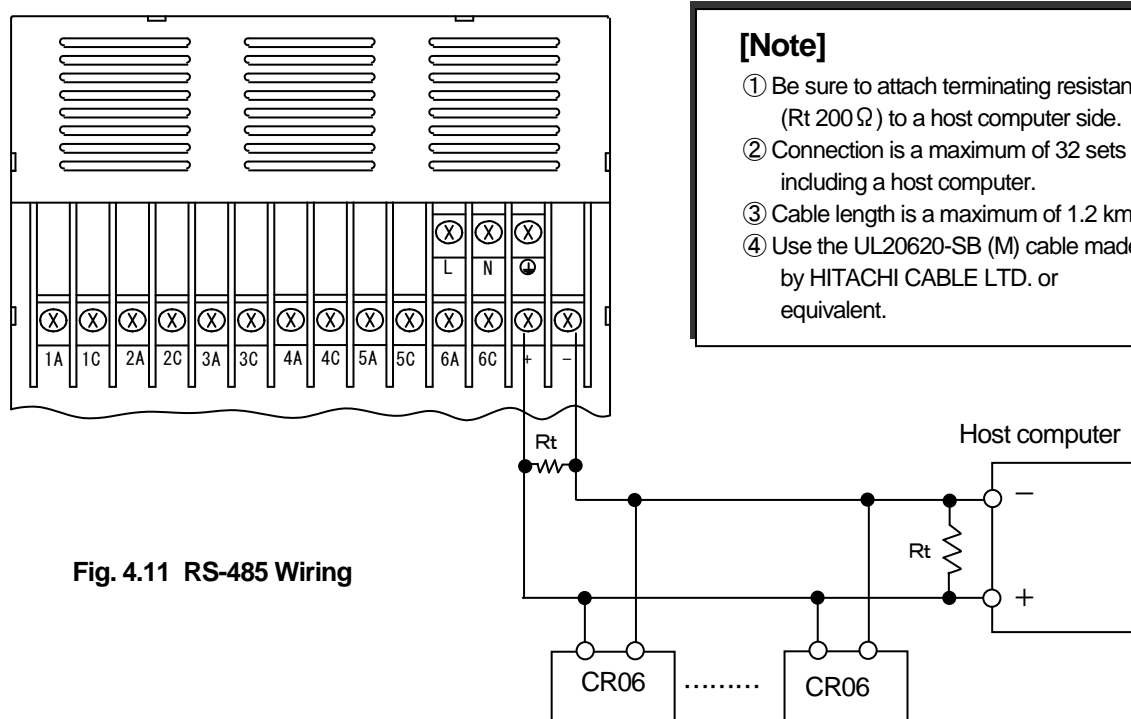 [Note]
① Be sure to attach terminating
(Rt 200Ω) to a host computer side.
② Connection is a maximum of 32 sets
including a host computer.
③ Cable length is a maximum of 1.2 km
④ Use the UL20620-SB (M) cable
by HITACHI CABLE LTD. or
equivalent.
L N
1A 1C 2A 2C 3A 3C 4A 4C 5A 5C 6A 6C + −
Rt
Host computer
−
Rt
+
Fig. 4.11 RS-485 Wiring
CR06 ......... CR06